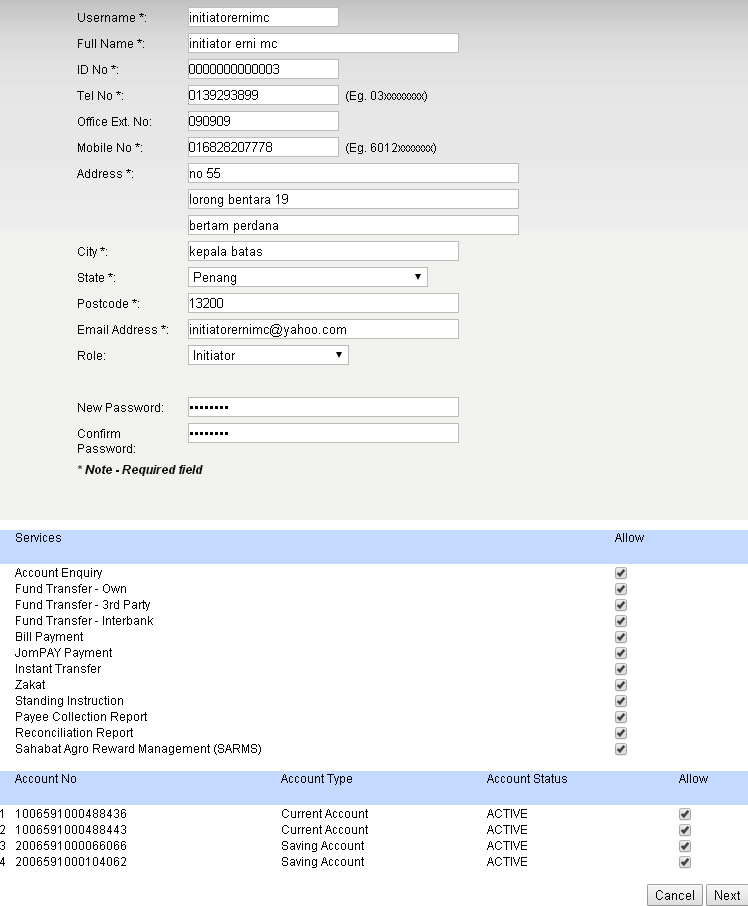 Username *: initiatorernimc
Full Name *: initiator erni mc
ID No *: 0000000000003
Tel No *: 0139293899 (Eg. 03xxxxxxxx)
Office Ext. No: 090909
Mobile No *: 016828207778 (Eg. 6012xxxxxxx)
Address *: no 55
lorong bentara 19
bertam perdana
City *: kepala batas
State *: Penang
Postcode *: 13200
Email Address *: initiatorernimc@yahoo.com
Role: Initiator
New Password: ••••••••
Confirm ••••••••
Password:
* Note - Required field
Services Allow
Account Enquiry
Fund Transfer - Own
Fund Transfer - 3rd Party
Fund Transfer - Interbank
Bill Payment
JomPAY Payment
Instant Transfer
Zakat
Standing Instruction
Payee Collection Report
Reconciliation Report
Sahabat Agro Reward Management (SARMS)
Account No Account Type Account Status Allow
1 1006591000488436 Current Account ACTIVE
2 1006591000488443 Current Account ACTIVE
3 2006591000066066 Saving Account ACTIVE
4 2006591000104062 Saving Account ACTIVE
Cancel Next